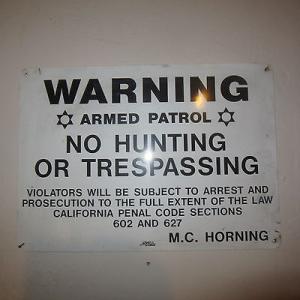 WARNING
ARMED PATROL
NO HUNTING
OR TRESPASSING
VIOLATORS WILL BE SUBJECT TO ARREST AND
PROSECUTION TO THE FULL EXTENT OF THE LAW
CALIFORNIA PENAL CODE SECTIONS
602 AND 627
M.C. HORNING